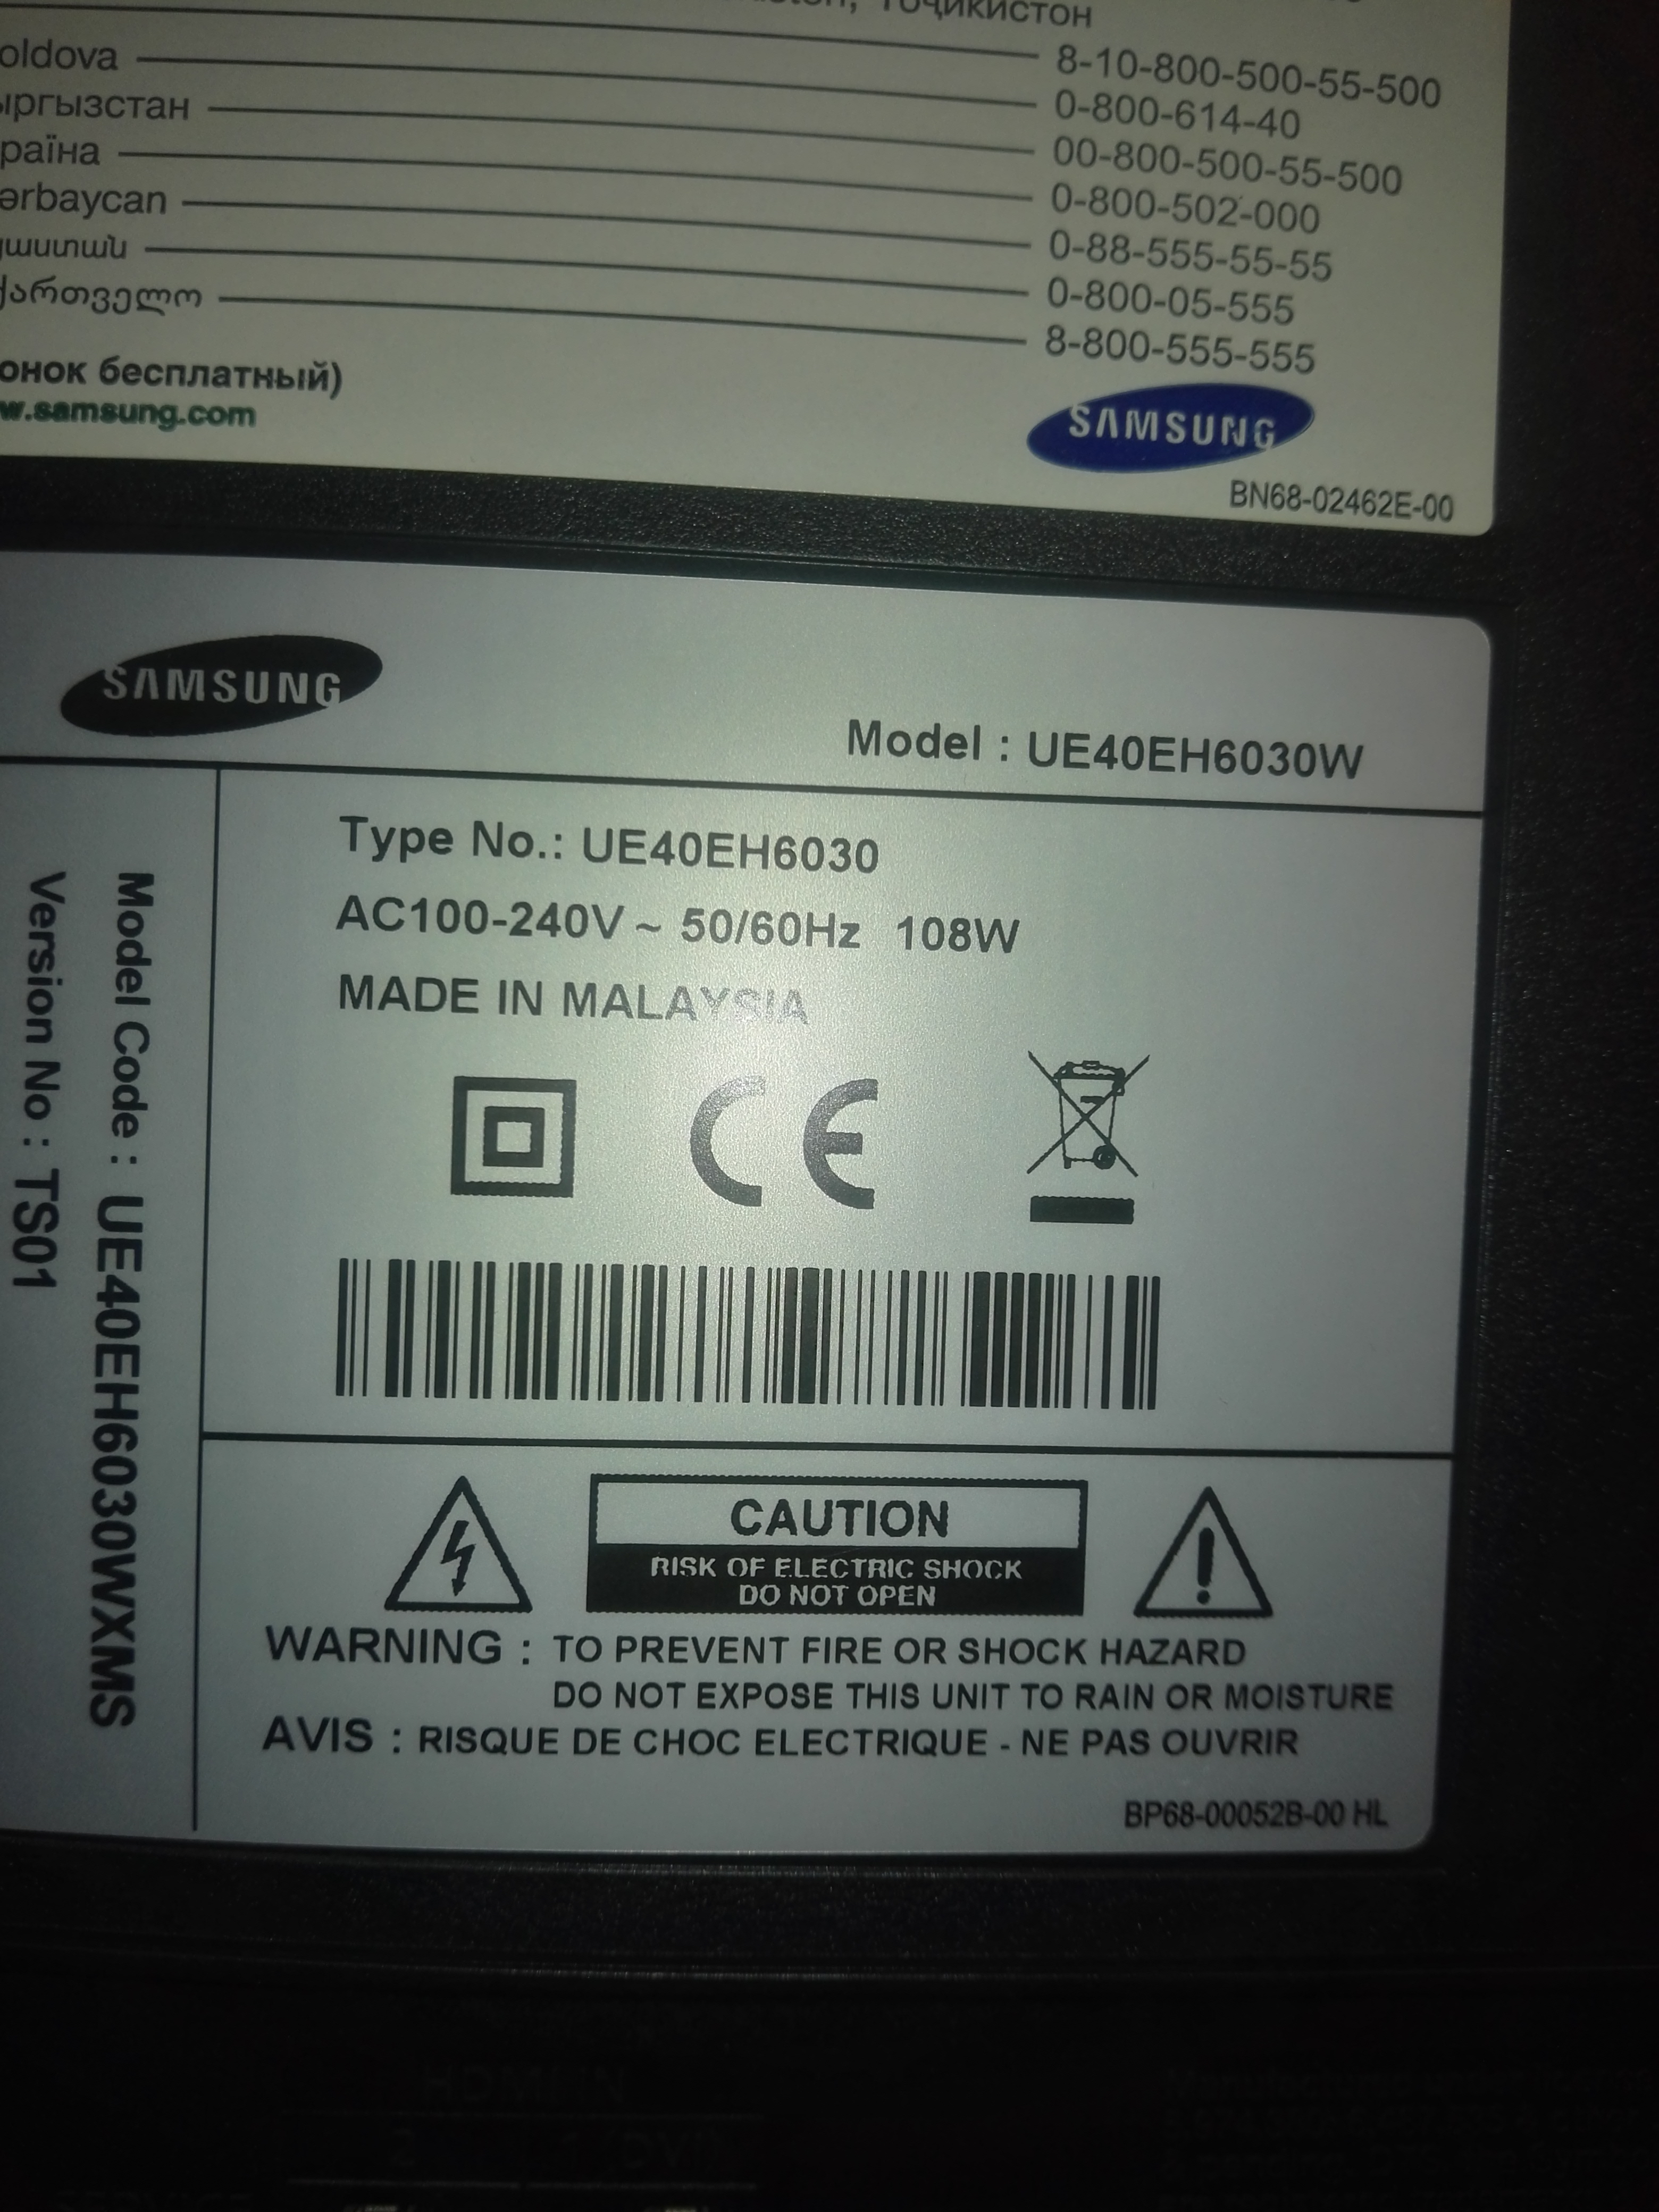 Тоҷикистон
oldova 8-10-800-500-55-500
ыргызстан 0-800-614-40
раїна 00-800-500-55-500
ərbaycan 0-800-502-000
յաստան 0-88-555-55-55
ქართველო 0-800-05-555
8-800-555-555
онок бесплатный)
w.samsung.com
SAMSUNG
BN68-02462E-00
SAMSUNG
Model : UE40EH6030W
Type No.: UE40EH6030
AC100-240V ~ 50/60Hz 108W
MADE IN MALAYSIA
CE
Model Code : UE40EH6030WXMS
Version No : TS01
CAUTION
RISK OF ELECTRIC SHOCK
DO NOT OPEN
WARNING : TO PREVENT FIRE OR SHOCK HAZARD
DO NOT EXPOSE THIS UNIT TO RAIN OR MOISTURE
AVIS : RISQUE DE CHOC ELECTRIQUE - NE PAS OUVRIR
BP68-00052B-00 HL
HDMI IN